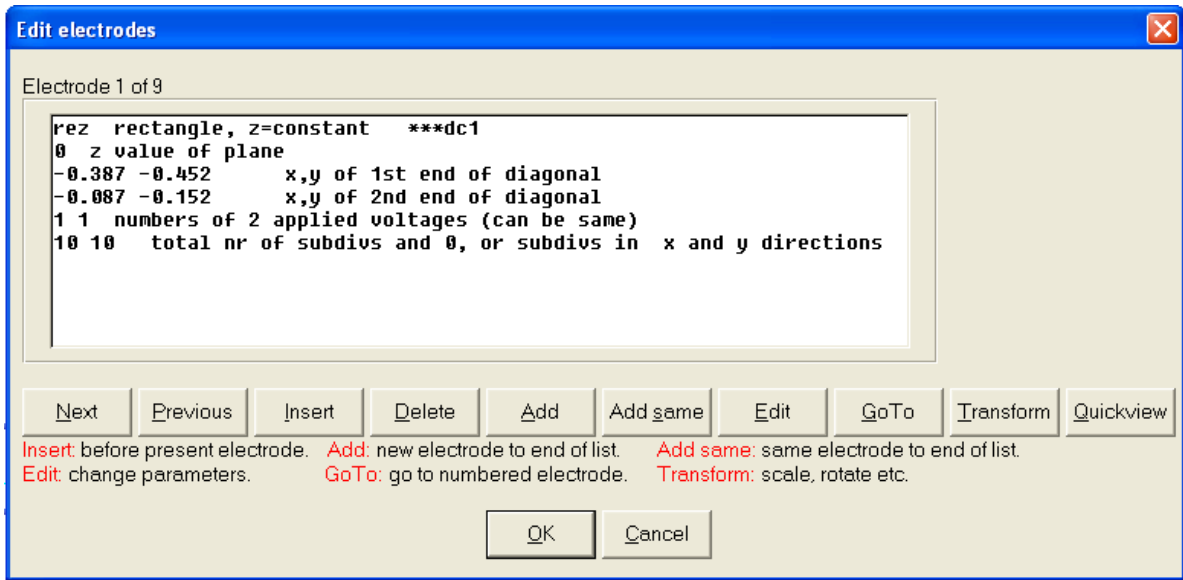 Edit electrodes
Electrode 1 of 9
rez  rectangle, z=constant   ***dc1
0  z value of plane
-0.387 -0.452      x,y of 1st end of diagonal
-0.087 -0.152      x,y of 2nd end of diagonal
1 1  numbers of 2 applied voltages (can be same)
10 10   total nr of subdivs and 0, or subdivs in  x and y directions
Next Previous Insert Delete Add Add same Edit GoTo Transform Quickview
Insert: before present electrode. Add: new electrode to end of list. Add same: same electrode to end of list.
Edit: change parameters. GoTo: go to numbered electrode. Transform: scale, rotate etc.
OK Cancel